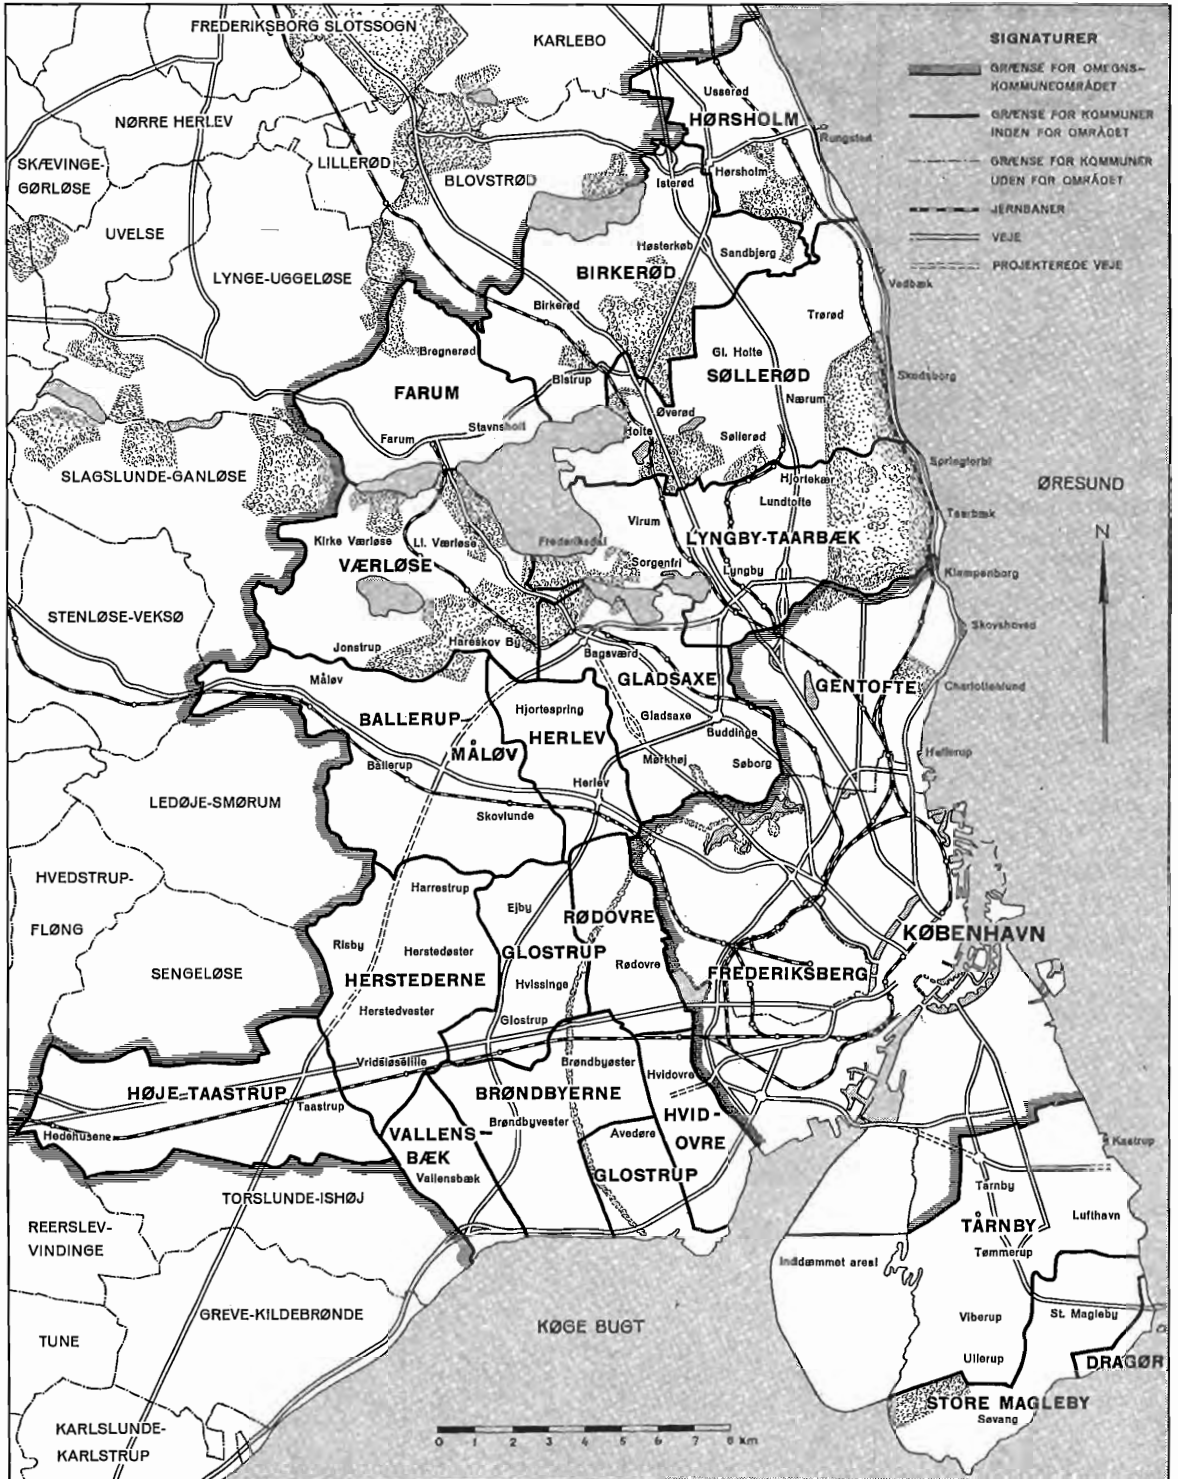 FREDERIKSBORG SLOTSSOGN
KARLEBO
SIGNATURER
GRÆNSE FOR OMEGNS-
KOMMUNEOMRÅDET
GRÆNSE FOR KOMMUNER
INDEN FOR OMRÅDET
GRÆNSE FOR KOMMUNER
UDEN FOR OMRÅDET
JERNBANER
VEJE
PROJEKTEREDE VEJE
Usserød
HØRSHOLM
NØRRE HERLEV
Rungsted
SKÆVINGE-
GØRLØSE
LILLERØD
BLOVSTRØD
Isterød
Hørsholm
UVELSE
Høsterkøb
Sandbjerg
LYNGE-UGGELØSE
BIRKERØD
Vedbæk
Birkerød
Trørød
Bregnerød
Gl. Holte
SØLLERØD
Skodsborg
FARUM
Bistrup
Nærum
Øverød
Stavnsholt
Holte
Søllerød
Farum
Springforbi
SLAGSLUNDE-GANLØSE
Hjortekær
Lundtofte
ØRESUND
Taarbæk
Virum
N
Kirke Værløse
Ll. Værløse
Frederiksdal
LYNGBY-TAARBÆK
VÆRLØSE
Sorgenfri
Lyngby
Klampenborg
STENLØSE-VEKSØ
Skovshoved
Jonstrup
Hareskov By
Bagsværd
Måløv
GLADSAXE
GENTOFTE
Charlottenlund
BALLERUP-
MÅLØV
Hjortespring
HERLEV
Gladsaxe
Buddinge
Hellerup
Ballerup
Mørkhøj
Søborg
LEDØJE-SMØRUM
Herlev
Skovlunde
HVEDSTRUP-
FLØNG
Harrestrup
Ejby
RØDOVRE
KØBENHAVN
Risby
Herstedøster
GLOSTRUP
SENGELØSE
Rødovre
FREDERIKSBERG
HERSTEDERNE
Hvissinge
Herstedvester
Glostrup
Vridsløselille
Brøndbyøster
Hvidovre
HØJE-TAASTRUP
BRØNDBYERNE
Taastrup
Brøndbyvester
HVID-
OVRE
Hedehusene
VALLENS-
BÆK
Avedøre
Kastrup
Vallensbæk
GLOSTRUP
TORSLUNDE-ISHØJ
Tårnby
Lufthavn
REERSLEV-
VINDINGE
TÅRNBY
Tømmerup
Inddæmmet areal
GREVE-KILDEBRØNDE
KØGE BUGT
Viberup
St. Magleby
TUNE
Ullerup
DRAGØR
STORE MAGLEBY
Søvang
KARLSLUNDE-
KARLSTRUP
0 1 2 3 4 5 6 7 8 km